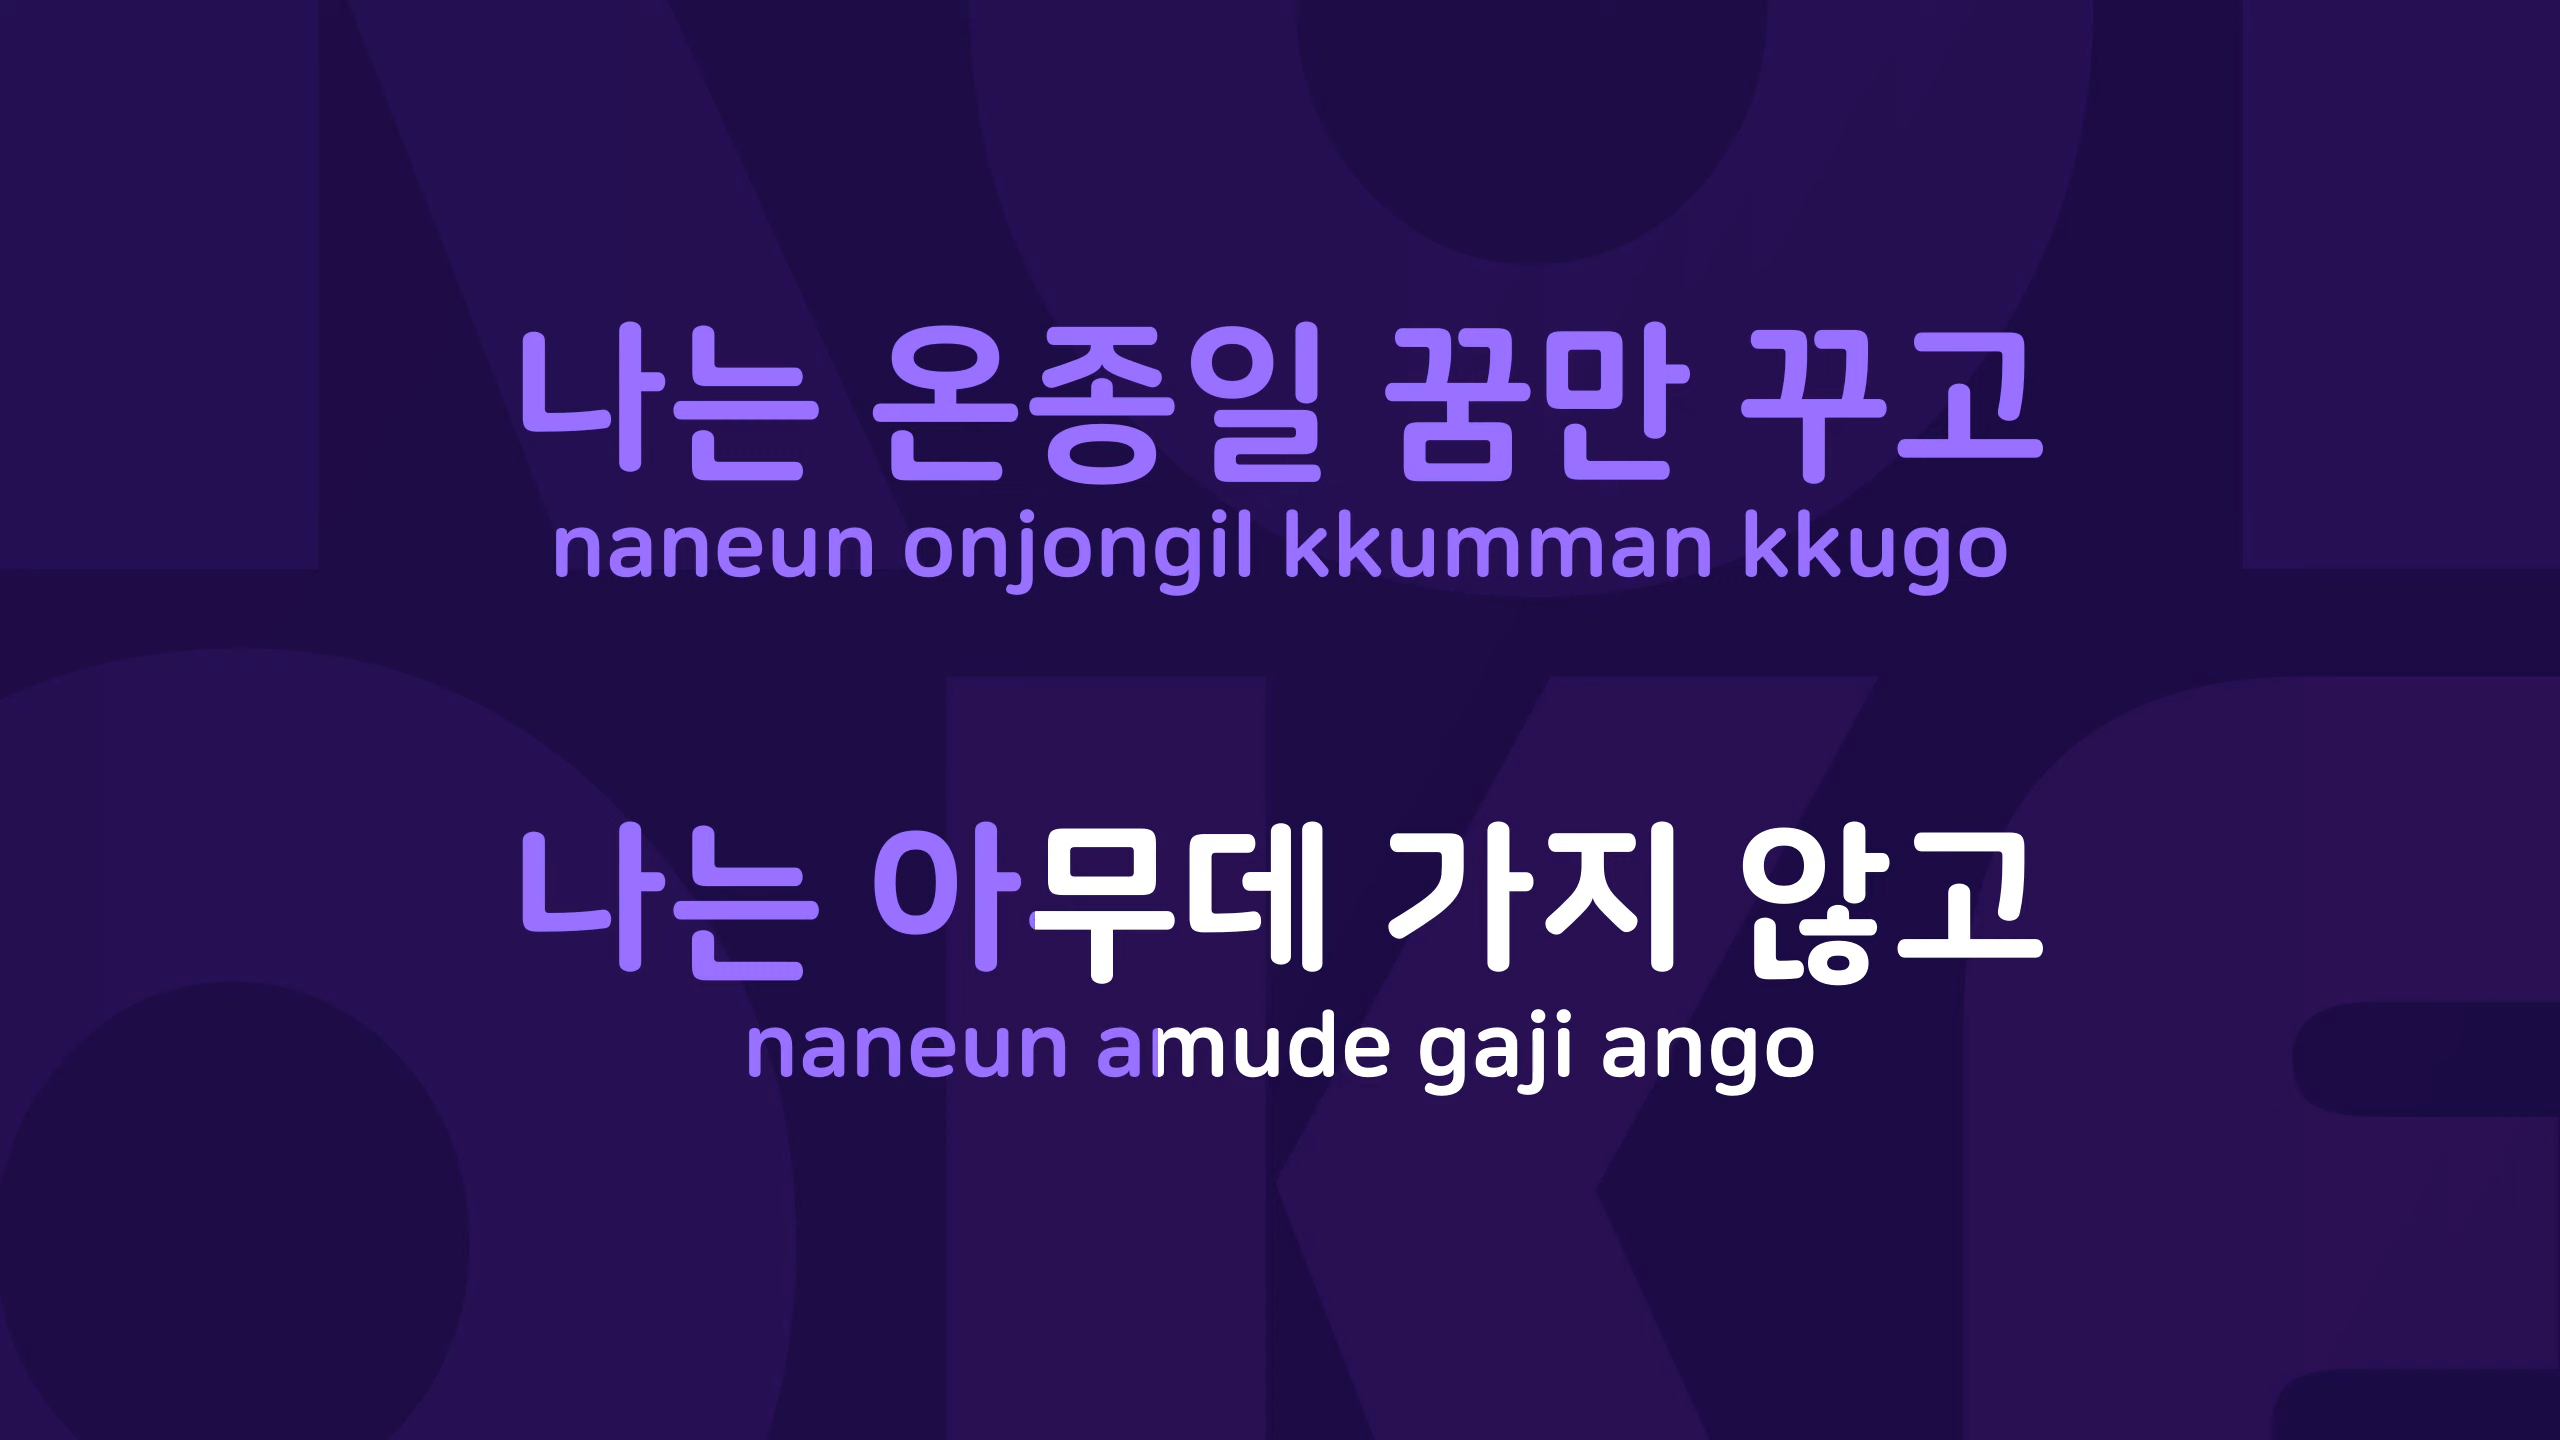 나는 온종일 꿈만 꾸고
naneun onjongil kkumman kkugo
나는 아무데 가지 않고
naneun amude gaji ango